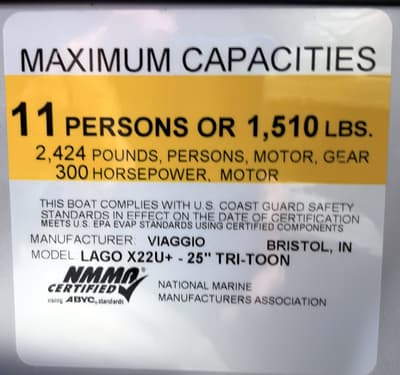 MAXIMUM CAPACITIES
11 PERSONS OR 1,510 LBS.
2,424 POUNDS, PERSONS, MOTOR, GEAR
300 HORSEPOWER, MOTOR
THIS BOAT COMPLIES WITH U.S. COAST GUARD SAFETY
STANDARDS IN EFFECT ON THE DATE OF CERTIFICATION
MEETS U.S. EPA EVAP STANDARDS USING CERTIFIED COMPONENTS
MANUFACTURER: VIAGGIO BRISTOL, IN
MODEL LAGO X22U+ - 25" TRI-TOON
NMMA
CERTIFIED
using ABYC, standards
NATIONAL MARINE
MANUFACTURERS ASSOCIATION